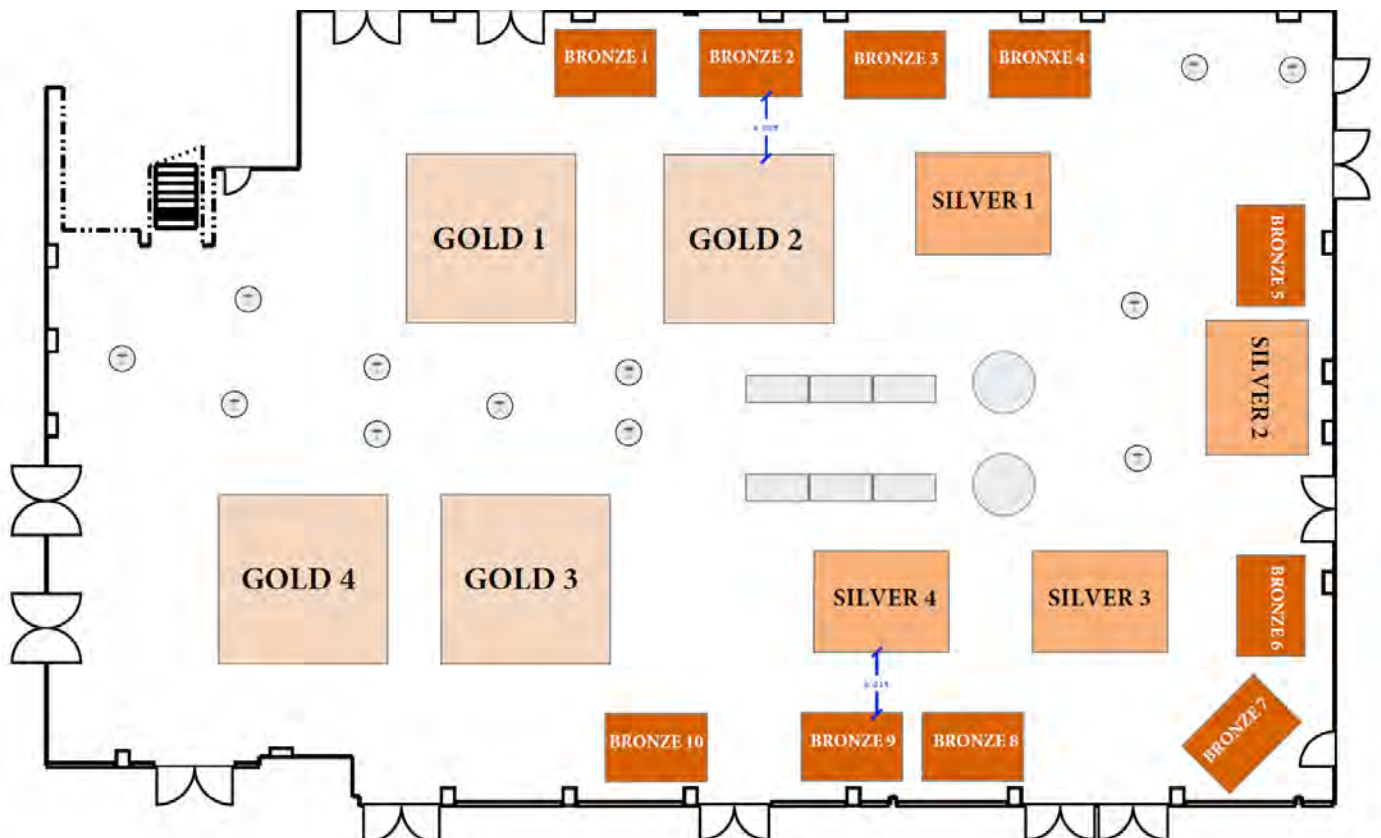 BRONZE 1
BRONZE 2
BRONZE 3
BRONXE 4
GOLD 1
GOLD 2
SILVER 1
BRONZE 5
SILVER 2
GOLD 4
GOLD 3
SILVER 4
SILVER 3
BRONZE 6
BRONZE 7
BRONZE 10
BRONZE 9
BRONZE 8